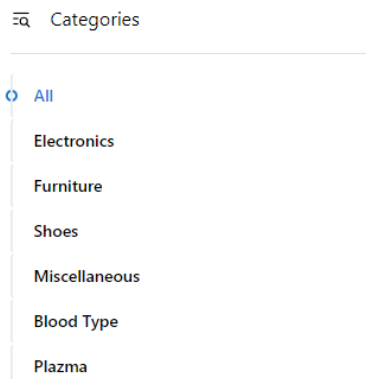 Categories
All
Electronics
Furniture
Shoes
Miscellaneous
Blood Type
Plazma